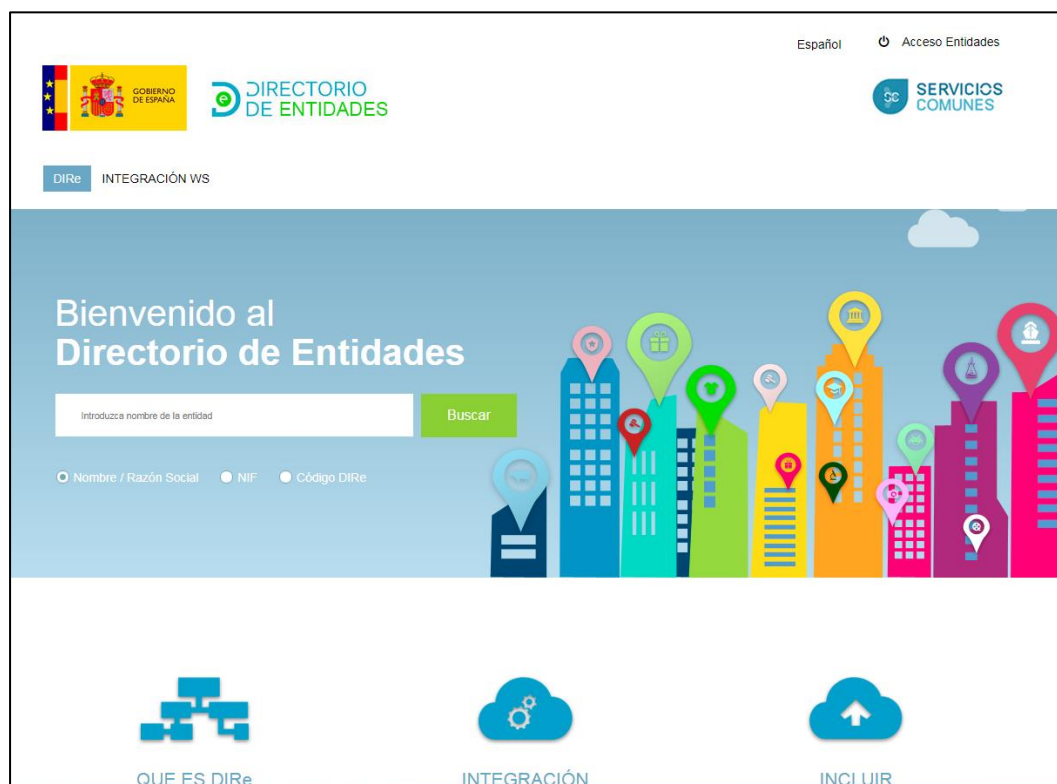 Español
Acceso Entidades
GOBIERNO
DE ESPAÑA
DIRECTORIO
DE ENTIDADES
SERVICIOS
COMUNES
DIRe
INTEGRACIÓN WS
Bienvenido al
Directorio de Entidades
Introduzca nombre de la entidad
Buscar
Nombre / Razón Social
NIF
Código DIRe
QUE ES DIRe
INTEGRACIÓN
INCLUIR